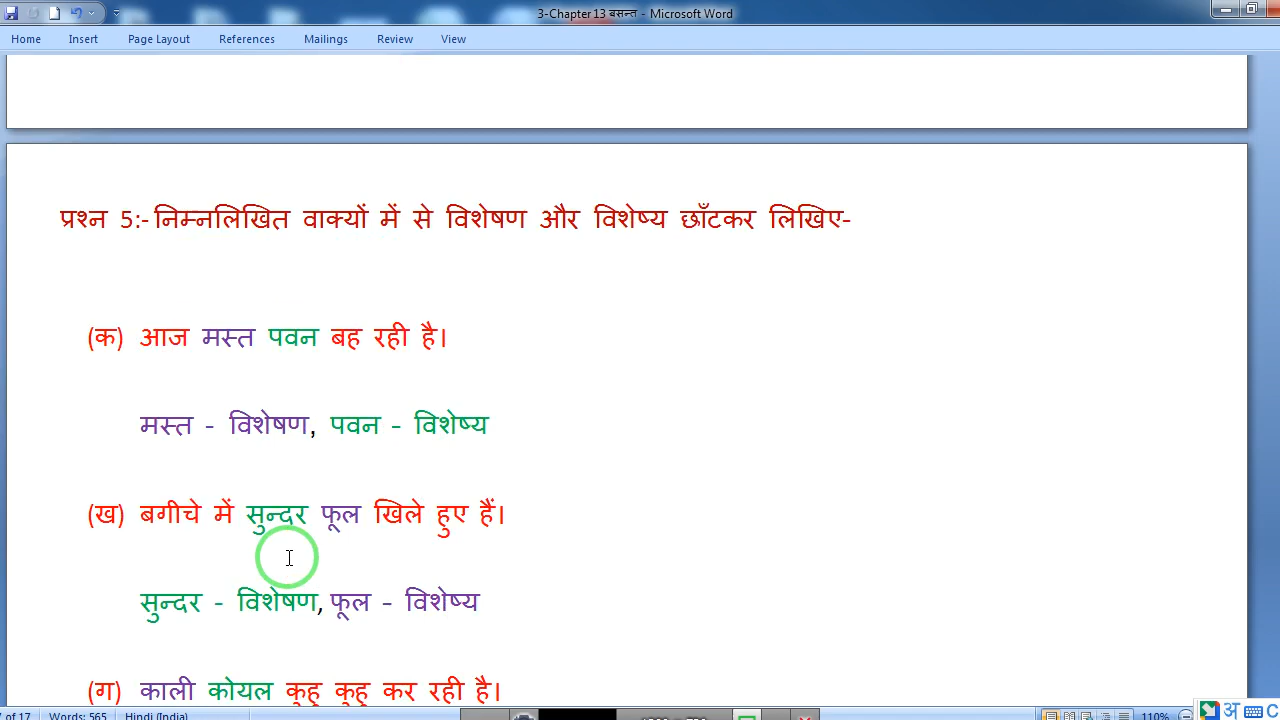 3-Chapter 13 बसन्त - Microsoft Word
Home Insert Page Layout References Mailings Review View
प्रश्न 5:- निम्नलिखित वाक्यों में से विशेषण और विशेष्य छाँटकर लिखिए-
(क) आज मस्त पवन बह रही है।
मस्त - विशेषण, पवन - विशेष्य
(ख) बगीचे में सुन्दर फूल खिले हुए हैं।
सुन्दर - विशेषण, फूल - विशेष्य
(ग) काली कोयल कुहू कुहू कर रही है।
of 17 Words: 565 Hindi (India) अ 110%